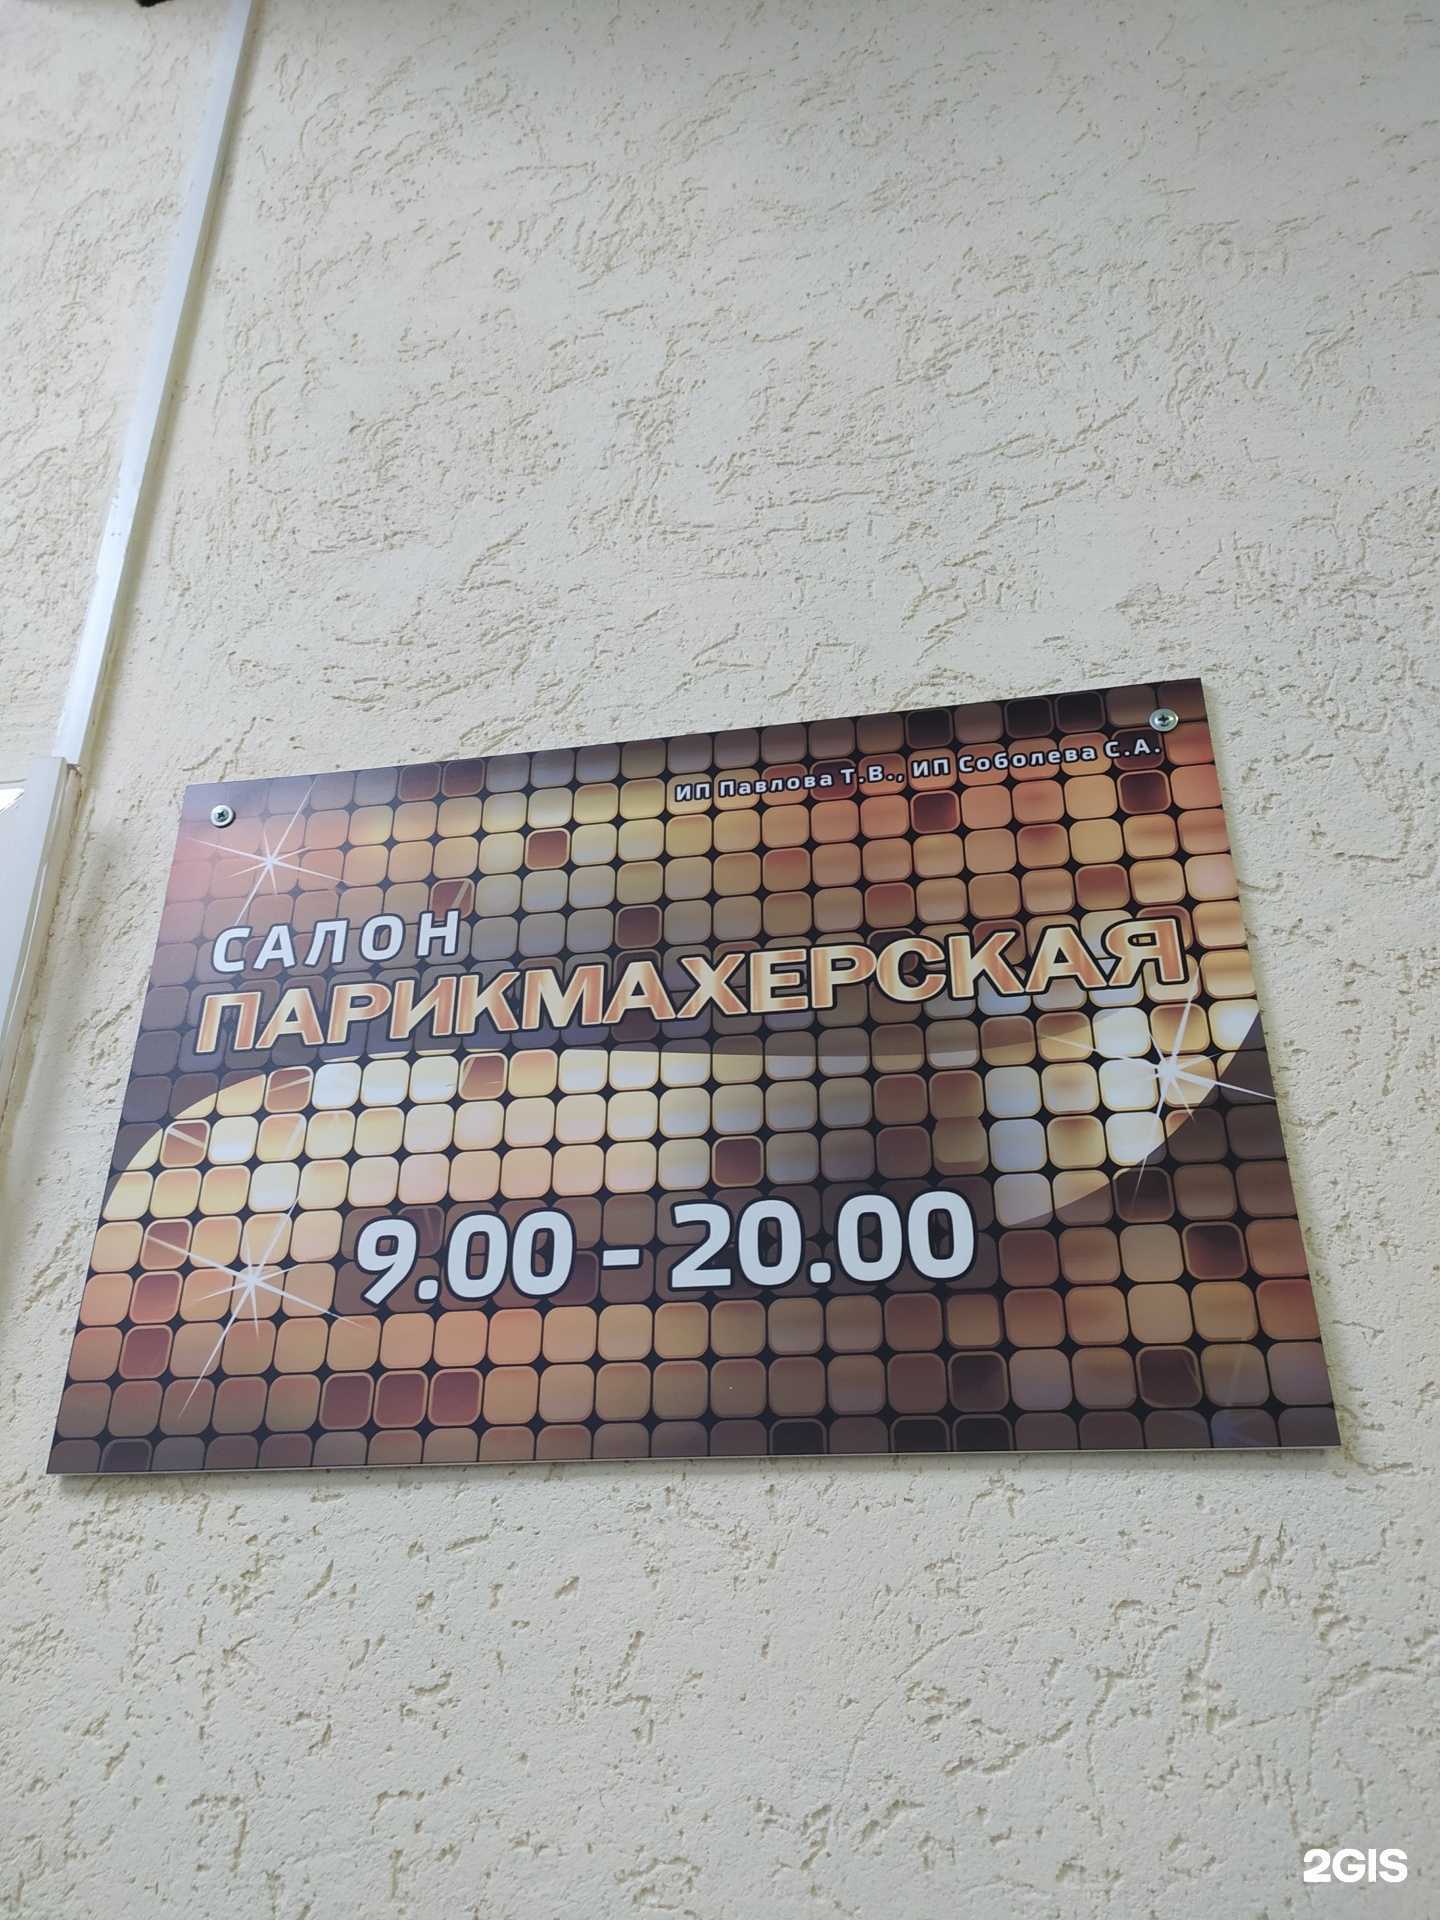 ИП Павлова Т.В., ИП Соболева С.А.
САЛОН
ПАРИКМАХЕРСКАЯ
9.00 - 20.00
2GIS